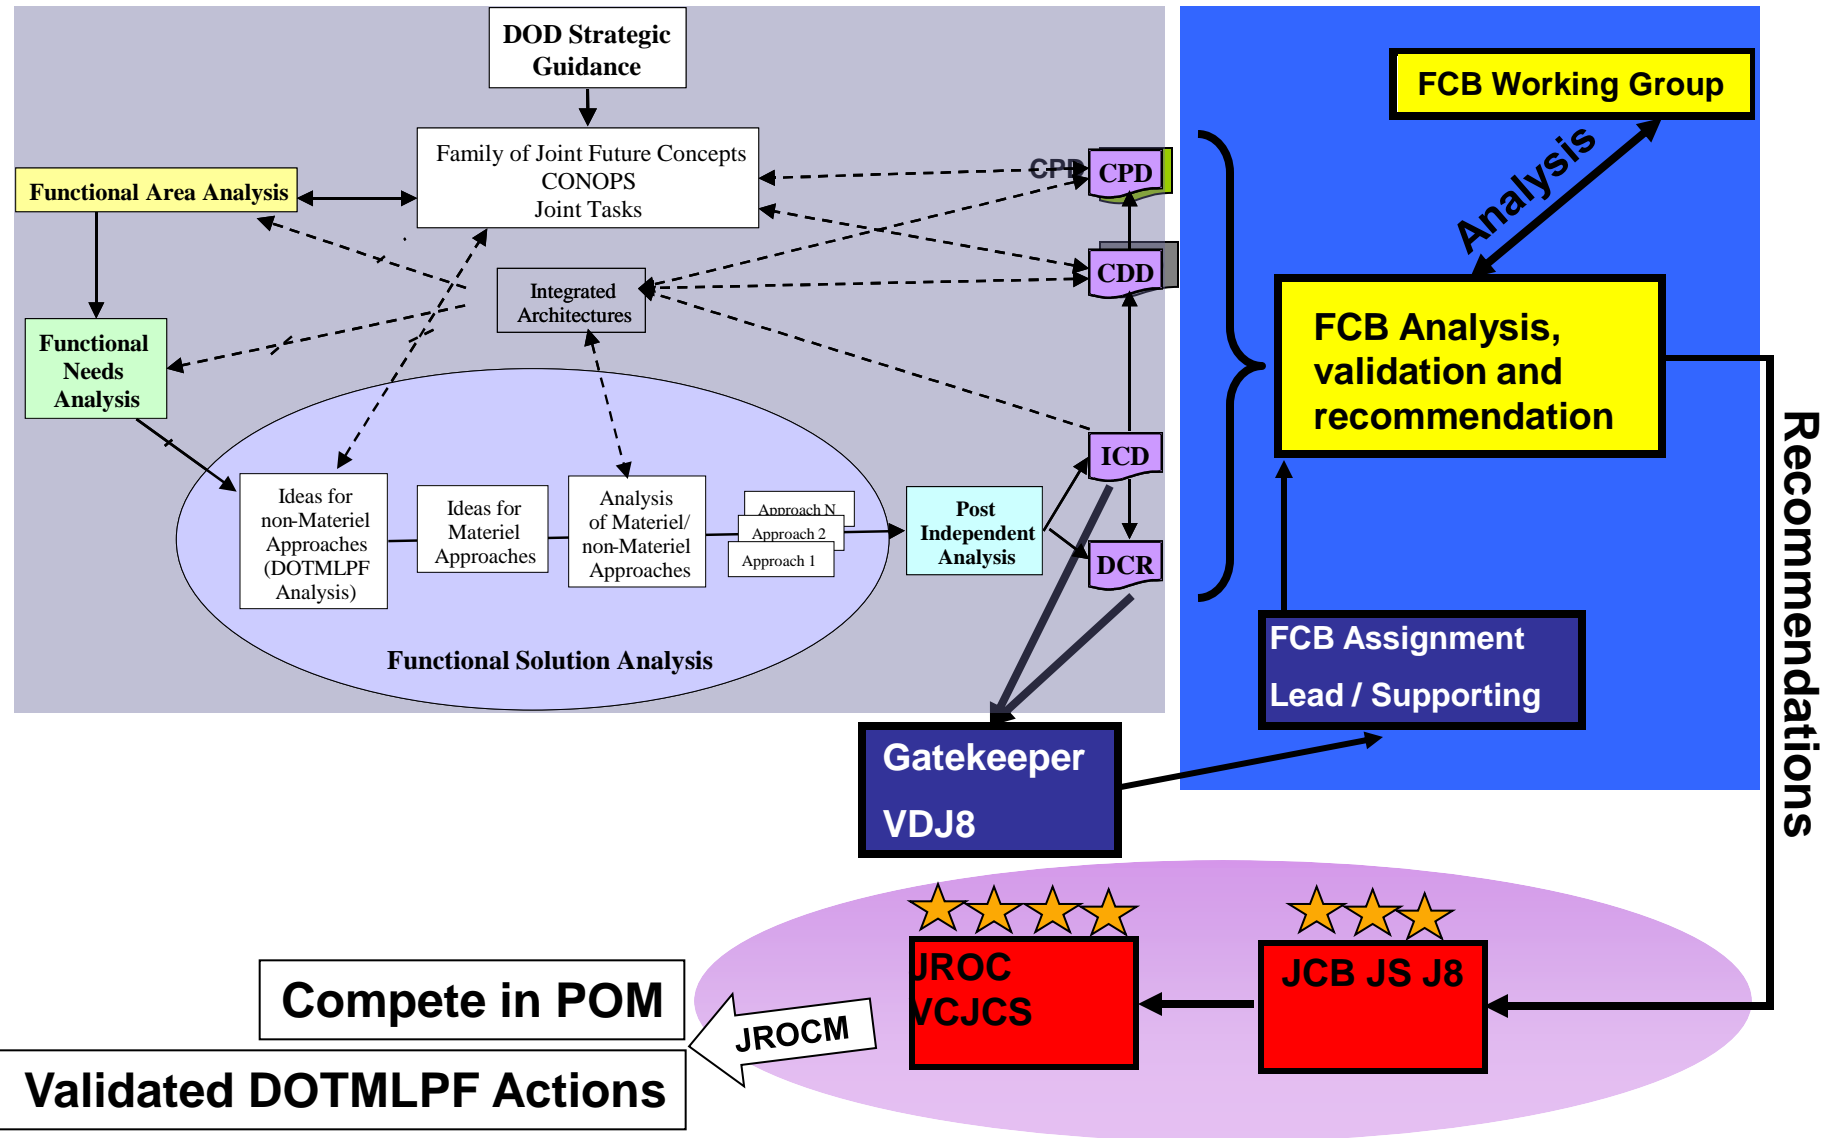 DOD Strategic
Guidance
FCB Working Group
Family of Joint Future Concepts
CONOPS
Joint Tasks
CPD
CPD
Functional Area Analysis
Analysis
CDD
Integrated
Architectures
FCB Analysis,
validation and
recommendation
Functional
Needs
Analysis
ICD
Ideas for
non-Materiel
Approaches
(DOTMLPF
Analysis)
Ideas for
Materiel
Approaches
Analysis
of Materiel/
non-Materiel
Approaches
Approach N
Approach 2
Approach 1
Post
Independent
Analysis
DCR
Functional Solution Analysis
FCB Assignment
Lead / Supporting
Recommendations
Gatekeeper
VDJ8
JROC
VCJCS
JCB JS J8
JROCM
Compete in POM
Validated DOTMLPF Actions